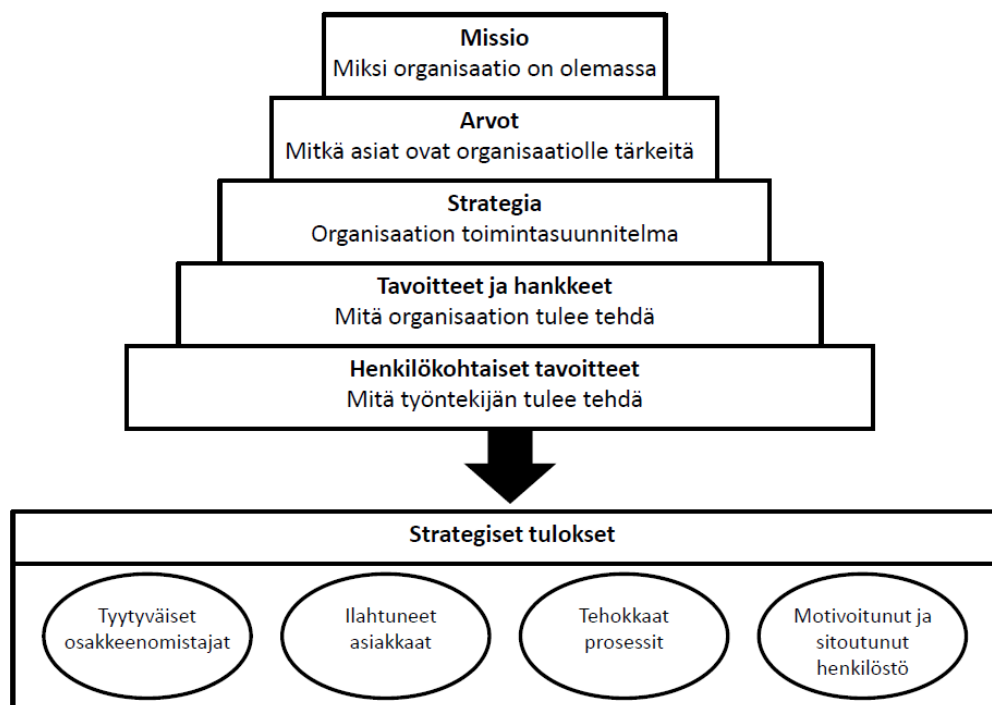 Missio
Miksi organisaatio on olemassa
Arvot
Mitkä asiat ovat organisaatiolle tärkeitä
Strategia
Organisaation toimintasuunnitelma
Tavoitteet ja hankkeet
Mitä organisaation tulee tehdä
Henkilökohtaiset tavoitteet
Mitä työntekijän tulee tehdä
Strategiset tulokset
Tyytyväiset
osakkeenomistajat
Ilahtuneet
asiakkaat
Tehokkaat
prosessit
Motivoitunut ja
sitoutunut
henkilöstö